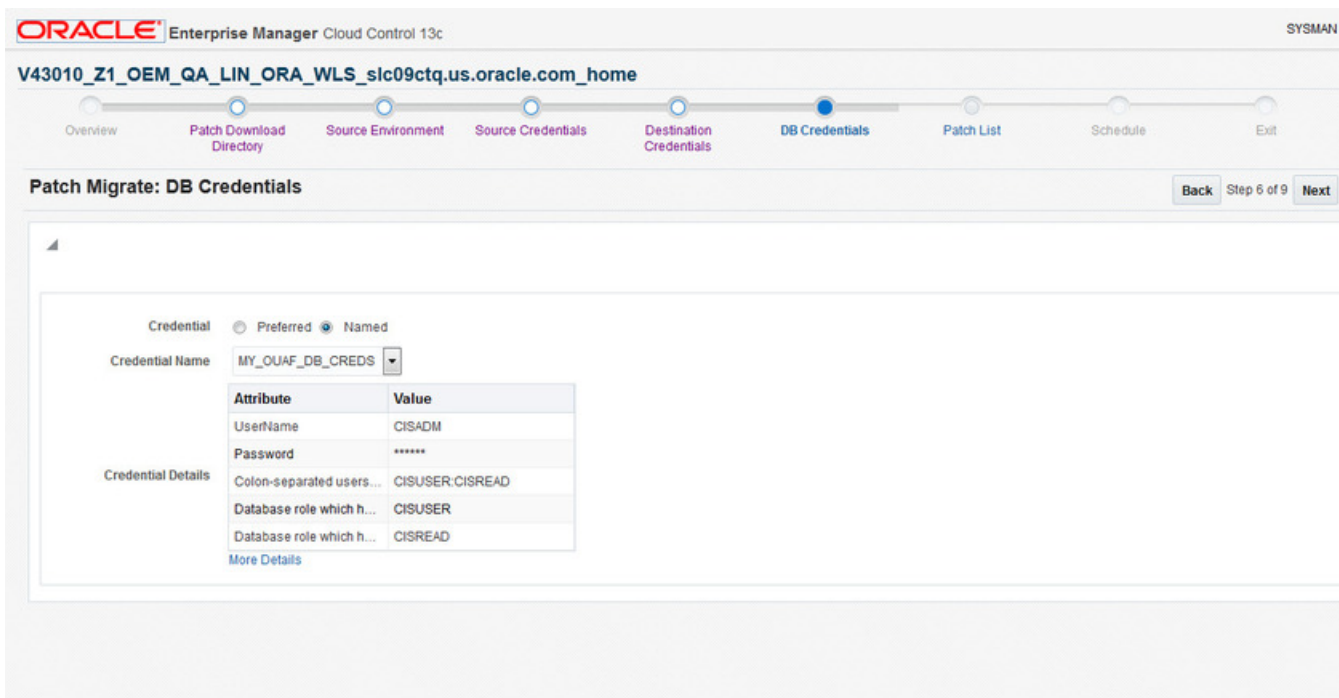 ORACLE Enterprise Manager Cloud Control 13c SYSMAN
V43010_Z1_OEM_QA_LIN_ORA_WLS_slc09ctq.us.oracle.com_home
Overview Patch Download Directory Source Environment Source Credentials Destination Credentials DB Credentials Patch List Schedule Exit
Patch Migrate: DB Credentials Back Step 6 of 9 Next
Credential Preferred Named
Credential Name MY_OUAF_DB_CREDS
Credential Details
Attribute Value
UserName CISADM
Password ******
Colon-separated users... CISUSER:CISREAD
Database role which h... CISUSER
Database role which h... CISREAD
More Details